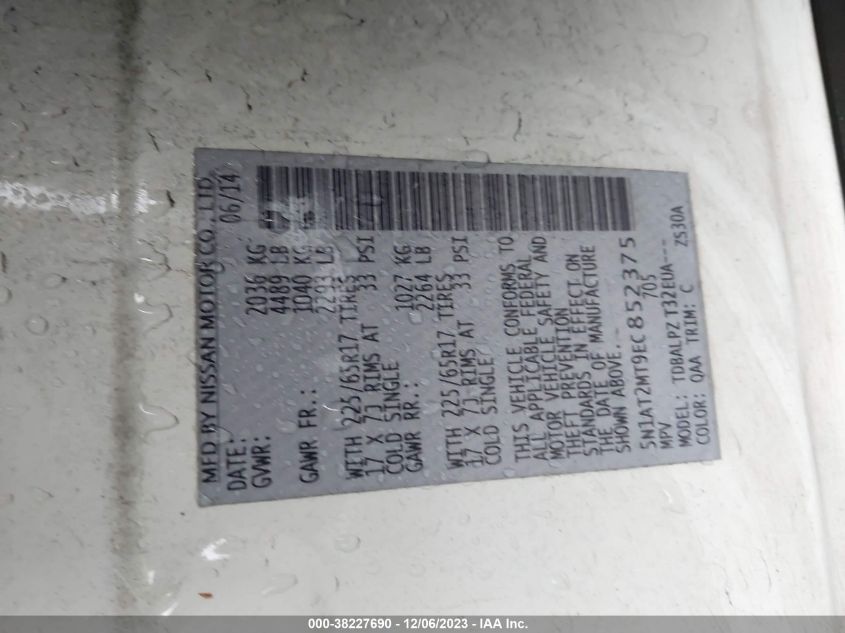 MFD BY NISSAN MOTOR CO., LTD.
DATE: 06/14
GVWR: 2036 KG
4489 LB
GAWR FR.: 1040 KG
2293 LB
WITH 225/65R17 TIRES
17 X 7J RIMS AT 33 PSI
COLD SINGLE
GAWR RR.: 1027 KG
2264 LB
WITH 225/65R17 TIRES
17 X 7J RIMS AT 33 PSI
COLD SINGLE
THIS VEHICLE CONFORMS TO
ALL APPLICABLE FEDERAL
MOTOR VEHICLE SAFETY AND
THEFT PREVENTION
STANDARDS IN EFFECT ON
THE DATE OF MANUFACTURE
SHOWN ABOVE.
5N1AT2MT9EC852375
MPV 705
MODEL: TDBALPZ T32EUA---
COLOR: QAA TRIM: C ZS30A
000-38227690 - 12/06/2023 - IAA Inc.